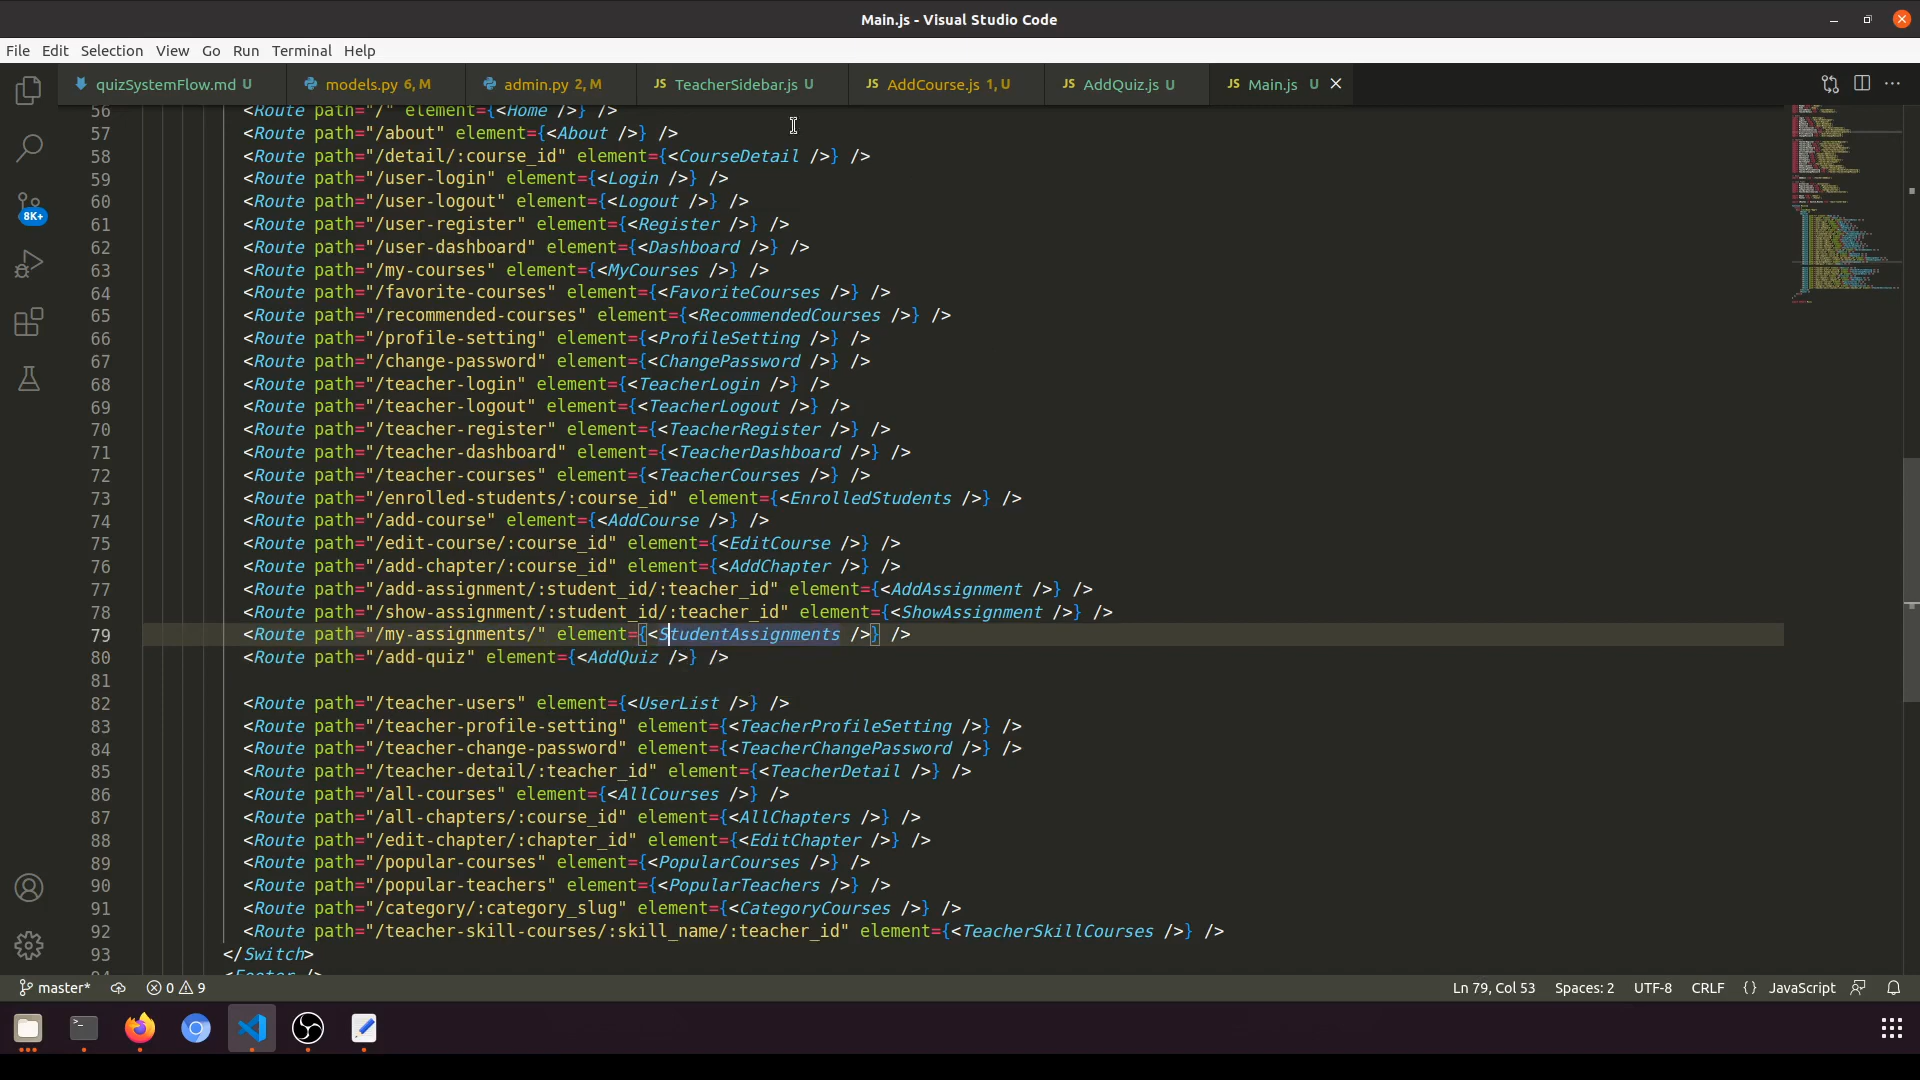 Main.js - Visual Studio Code
File Edit Selection View Go Run Terminal Help
quizSystemFlow.md U models.py 6, M admin.py 2, M JS TeacherSidebar.js U JS AddCourse.js 1, U JS AddQuiz.js U JS Main.js U
56 <Route path="/" element={<Home />} />
57 <Route path="/about" element={<About />} />
58 <Route path="/detail/:course_id" element={<CourseDetail />} />
59 <Route path="/user-login" element={<Login />} />
60 <Route path="/user-logout" element={<Logout />} />
61 <Route path="/user-register" element={<Register />} />
62 <Route path="/user-dashboard" element={<Dashboard />} />
63 <Route path="/my-courses" element={<MyCourses />} />
64 <Route path="/favorite-courses" element={<FavoriteCourses />} />
65 <Route path="/recommended-courses" element={<RecommendedCourses />} />
66 <Route path="/profile-setting" element={<ProfileSetting />} />
67 <Route path="/change-password" element={<ChangePassword />} />
68 <Route path="/teacher-login" element={<TeacherLogin />} />
69 <Route path="/teacher-logout" element={<TeacherLogout />} />
70 <Route path="/teacher-register" element={<TeacherRegister />} />
71 <Route path="/teacher-dashboard" element={<TeacherDashboard />} />
72 <Route path="/teacher-courses" element={<TeacherCourses />} />
73 <Route path="/enrolled-students/:course_id" element={<EnrolledStudents />} />
74 <Route path="/add-course" element={<AddCourse />} />
75 <Route path="/edit-course/:course_id" element={<EditCourse />} />
76 <Route path="/add-chapter/:course_id" element={<AddChapter />} />
77 <Route path="/add-assignment/:student_id/:teacher_id" element={<AddAssignment />} />
78 <Route path="/show-assignment/:student_id/:teacher_id" element={<ShowAssignment />} />
79 <Route path="/my-assignments/" element={<StudentAssignments />} />
80 <Route path="/add-quiz" element={<AddQuiz />} />
81
82 <Route path="/teacher-users" element={<UserList />} />
83 <Route path="/teacher-profile-setting" element={<TeacherProfileSetting />} />
84 <Route path="/teacher-change-password" element={<TeacherChangePassword />} />
85 <Route path="/teacher-detail/:teacher_id" element={<TeacherDetail />} />
86 <Route path="/all-courses" element={<AllCourses />} />
87 <Route path="/all-chapters/:course_id" element={<AllChapters />} />
88 <Route path="/edit-chapter/:chapter_id" element={<EditChapter />} />
89 <Route path="/popular-courses" element={<PopularCourses />} />
90 <Route path="/popular-teachers" element={<PopularTeachers />} />
91 <Route path="/category/:category_slug" element={<CategoryCourses />} />
92 <Route path="/teacher-skill-courses/:skill_name/:teacher_id" element={<TeacherSkillCourses />} />
93 </Switch>
94 <Footer />
8K+
master* 0 9 Ln 79, Col 53 Spaces: 2 UTF-8 CRLF {} JavaScript